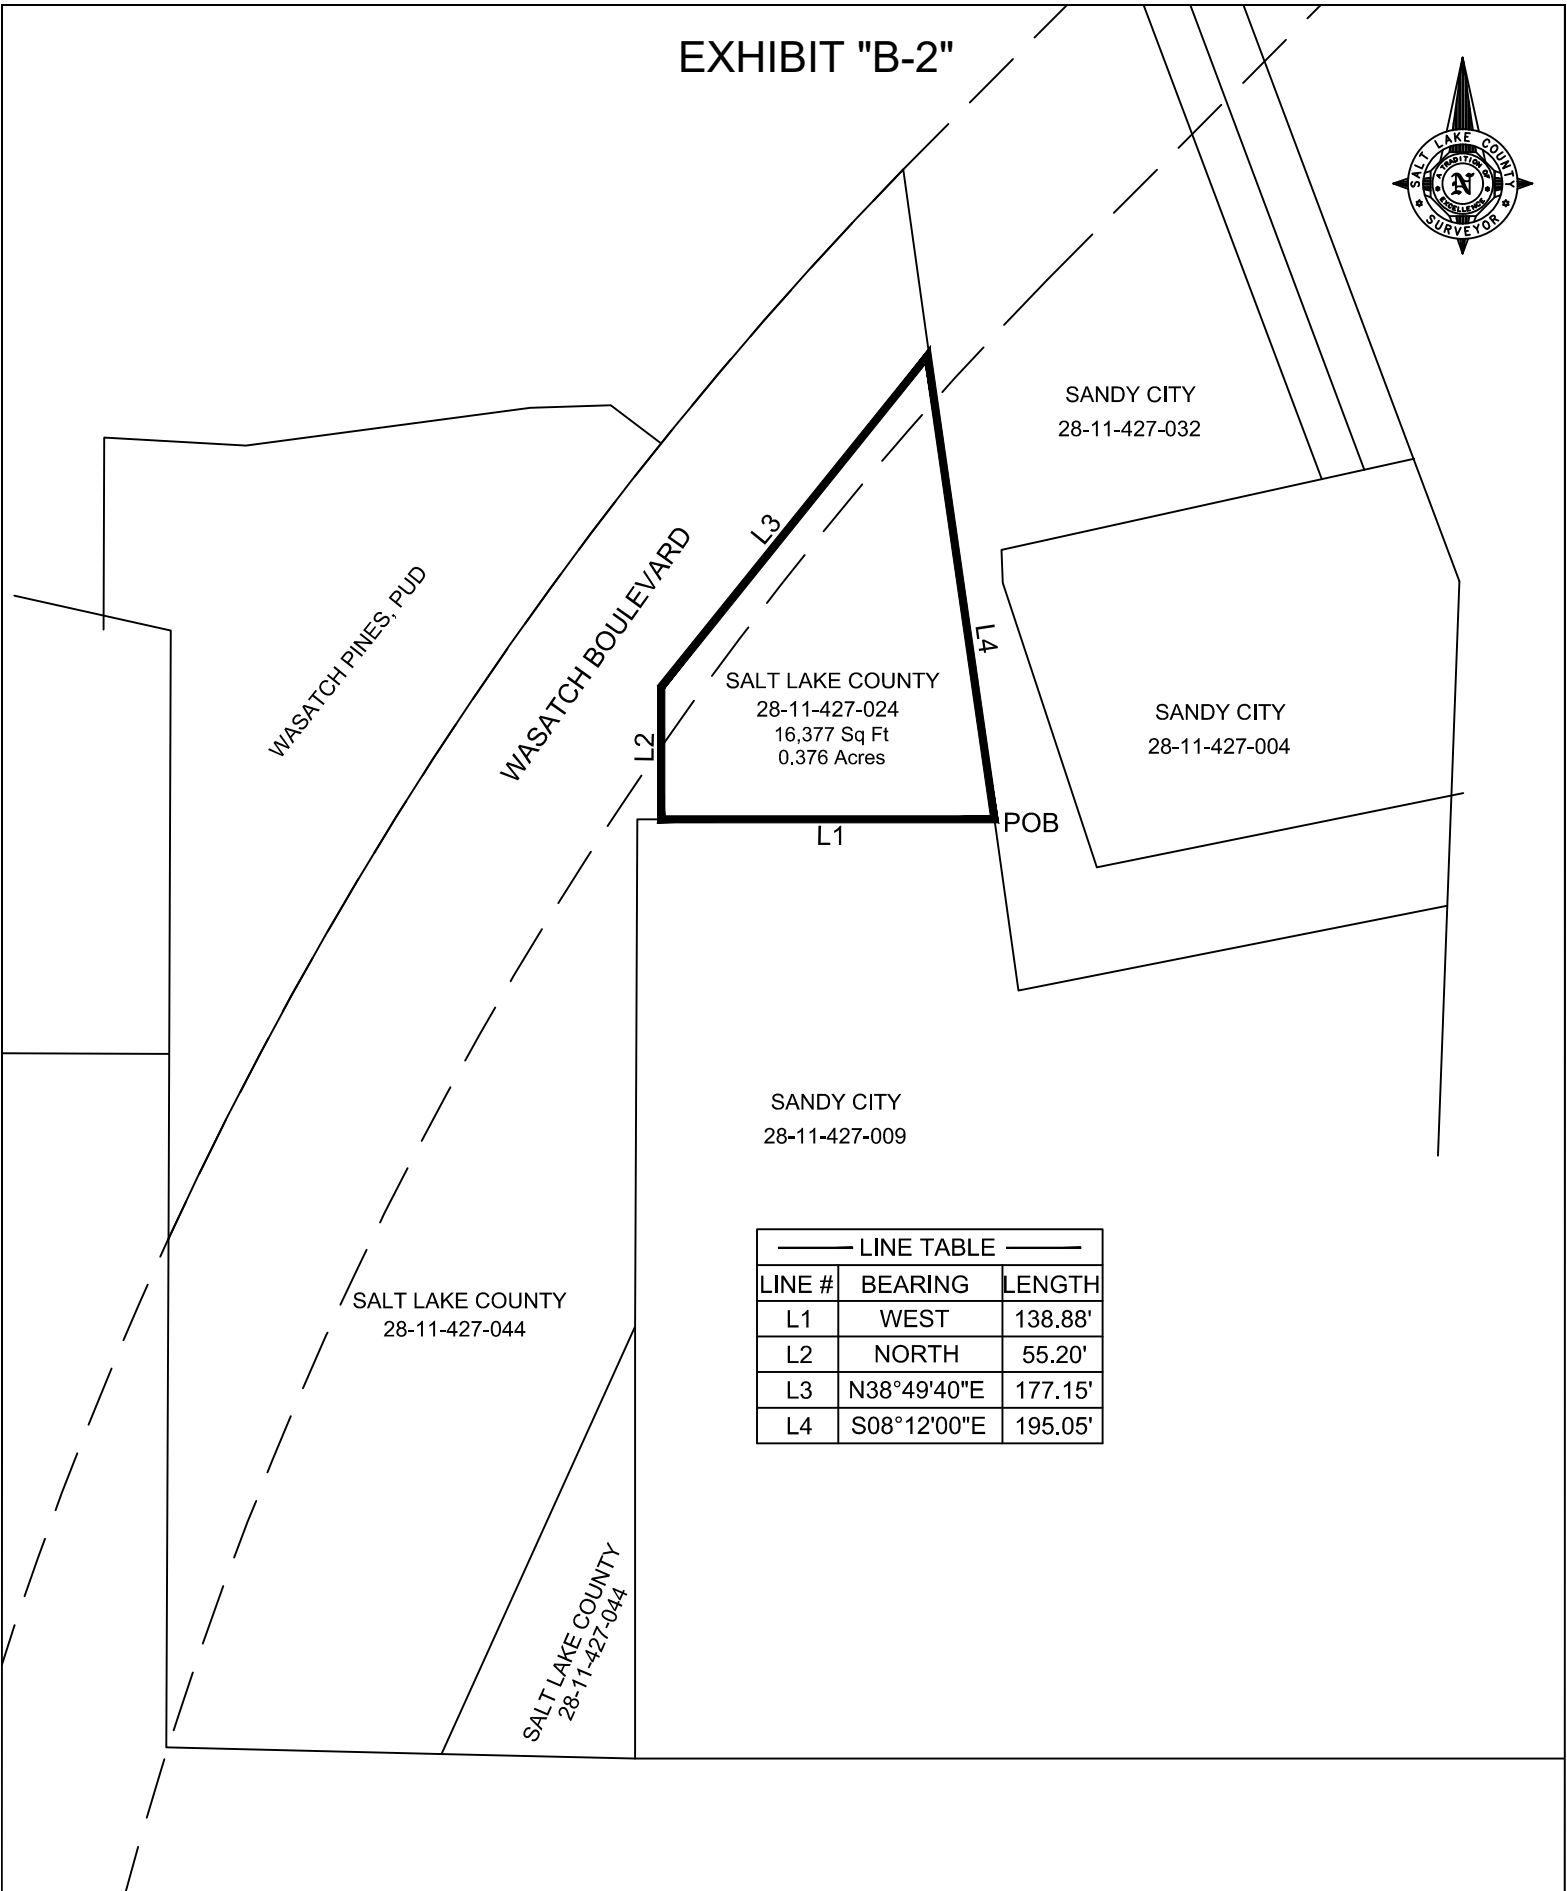 EXHIBIT "B-2"
SALT LAKE COUNTY
A TRADITION OF
N
EXCELLENCE
SURVEYOR
SANDY CITY
28-11-427-032
L3
WASATCH BOULEVARD
WASATCH PINES, PUD
L4
SALT LAKE COUNTY
28-11-427-024
16,377 Sq Ft
0.376 Acres
SANDY CITY
28-11-427-004
L2
L1
POB
SANDY CITY
28-11-427-009
LINE TABLE
LINE # BEARING LENGTH
L1 WEST 138.88'
L2 NORTH 55.20'
L3 N38°49'40"E 177.15'
L4 S08°12'00"E 195.05'
SALT LAKE COUNTY
28-11-427-044
SALT LAKE COUNTY
28-11-427-044